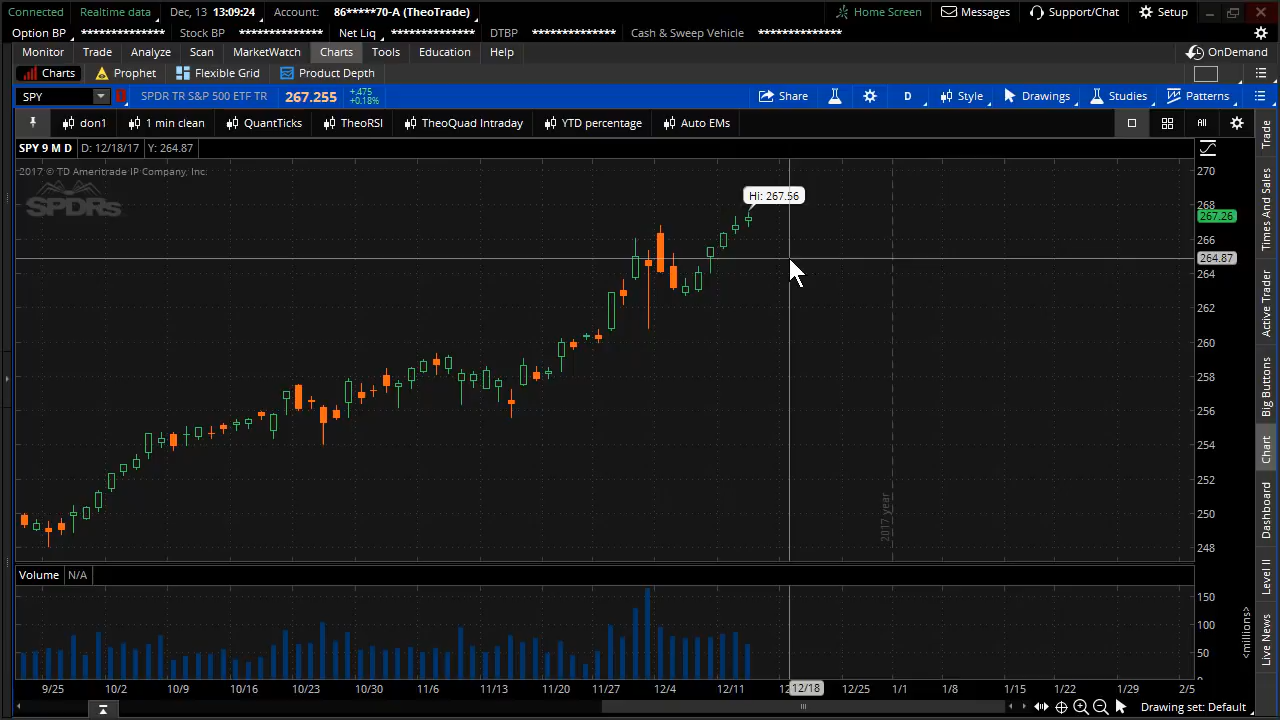 Connected Realtime data Dec, 13 13:09:24 Account: 86*****70-A (TheoTrade) Home Screen Messages Support/Chat Setup
Option BP ************** Stock BP ************** Net Liq ************** DTBP ************** Cash & Sweep Vehicle **************
Monitor Trade Analyze Scan MarketWatch Charts Tools Education Help OnDemand
Charts Prophet Flexible Grid Product Depth
SPY SPDR TR S&P 500 ETF TR 267.255 +.475 +0.18% Share D Style Drawings Studies Patterns
don1 1 min clean QuantTicks TheoRSI TheoQuad Intraday YTD percentage Auto EMs All
SPY 9 M D D: 12/18/17 Y: 264.87
2017 © TD Ameritrade IP Company, Inc.
SPDRs
Hi: 267.56
270
268
267.26
266
264.87
264
262
260
258
256
254
252
250
248
2017 year
Volume N/A
150
100
50
<millions>
9/25 10/2 10/9 10/16 10/23 10/30 11/6 11/13 11/20 11/27 12/4 12/11 12/18 12/25 1/1 1/8 1/15 1/22 1/29 2/5
Drawing set: Default
Trade
Times And Sales
Active Trader
Big Buttons
Chart
Dashboard
Level II
Live News